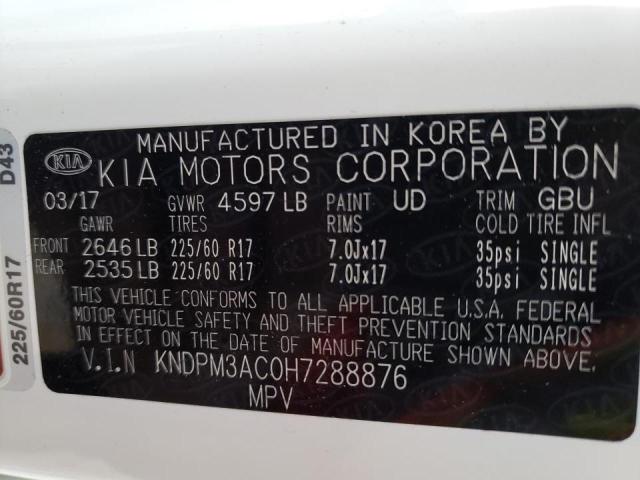 MANUFACTURED IN KOREA BY
KIA KIA MOTORS CORPORATION
03/17 GVWR 4597 LB PAINT UD TRIM GBU
GAWR TIRES RIMS COLD TIRE INFL
FRONT 2646 LB 225/60 R17 7.0Jx17 35psi SINGLE
REAR 2535 LB 225/60 R17 7.0Jx17 35psi SINGLE
THIS VEHICLE CONFORMS TO ALL APPLICABLE U.S.A. FEDERAL
MOTOR VEHICLE SAFETY AND THEFT PREVENTION STANDARDS
IN EFFECT ON THE DATE OF MANUFACTURE SHOWN ABOVE.
V.I.N KNDPM3AC0H7288876
MPV
225/60R17 D43